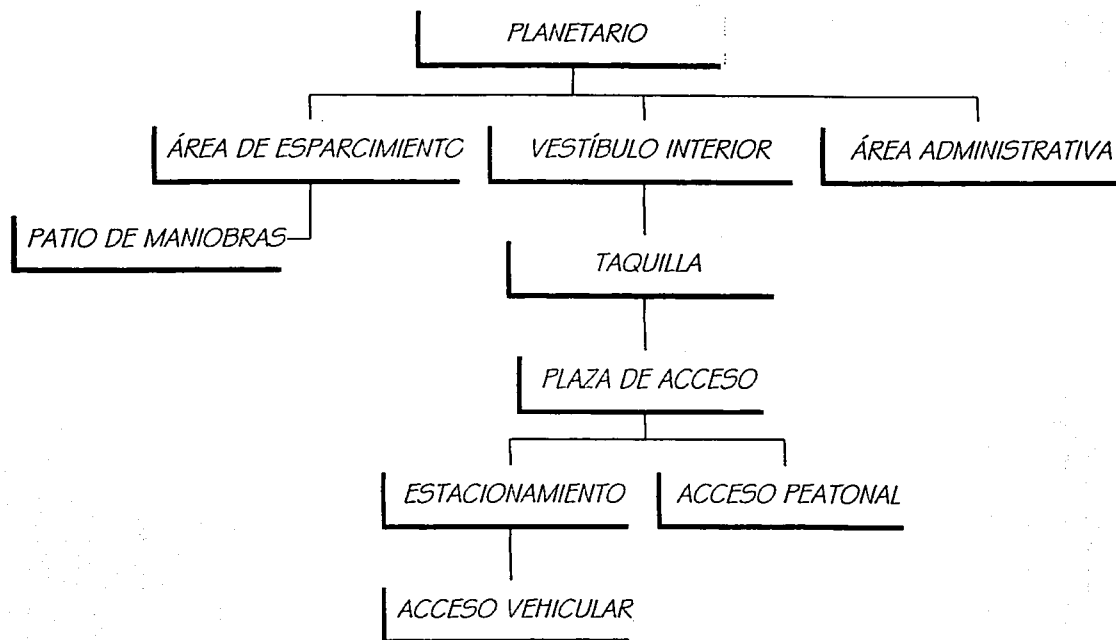 PLANETARIO
ÁREA DE ESPARCIMIENTO
VESTÍBULO INTERIOR
ÁREA ADMINISTRATIVA
PATIO DE MANIOBRAS
TAQUILLA
PLAZA DE ACCESO
ESTACIONAMIENTO
ACCESO PEATONAL
ACCESO VEHICULAR